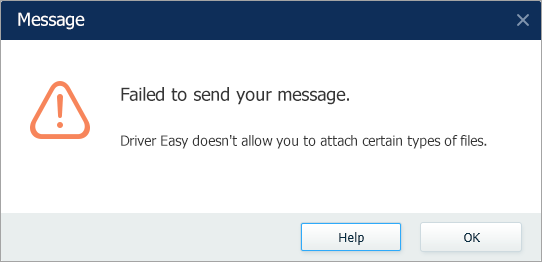 Message
Failed to send your message.
Driver Easy doesn't allow you to attach certain types of files.
Help
OK